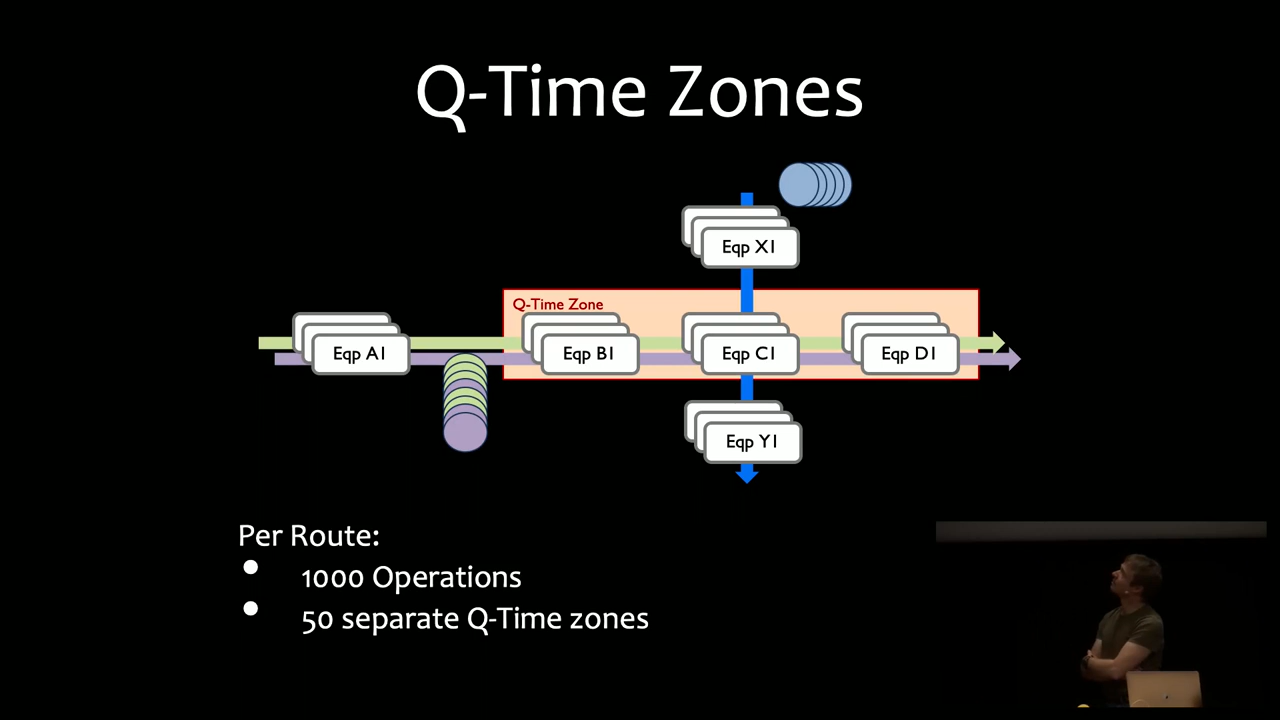 Q-Time Zones
Eqp X1
Q-Time Zone
Eqp A1
Eqp B1
Eqp C1
Eqp D1
Eqp Y1
Per Route:
• 1000 Operations
• 50 separate Q-Time zones